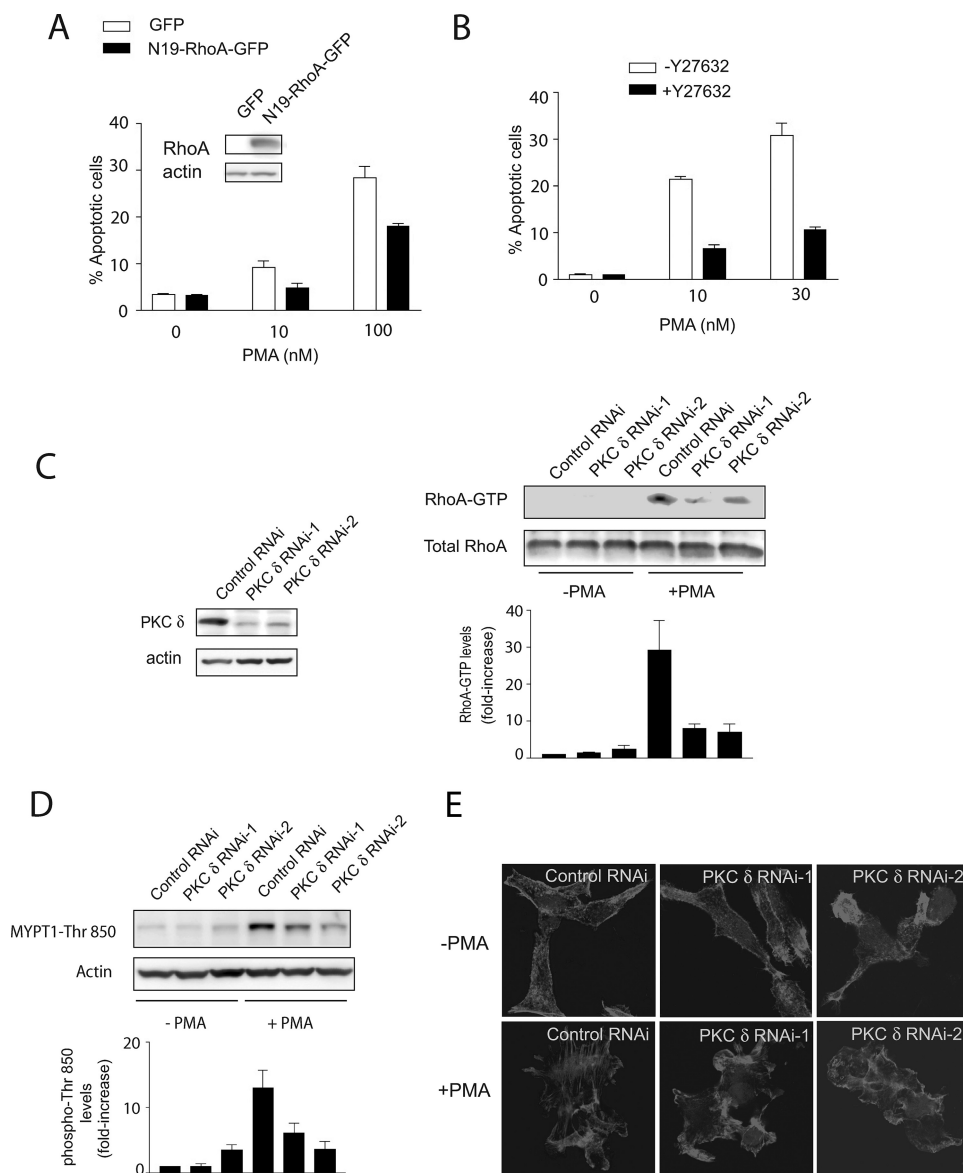 A
GFP
N19-RhoA-GFP
GFP
N19-RhoA-GFP
RhoA
actin
% Apoptotic cells
40
30
20
10
0
0 10 100
PMA (nM)
B
-Y27632
+Y27632
% Apoptotic cells
40
30
20
10
0
0 10 30
PMA (nM)
C
Control RNAi
PKC δ RNAi-1
PKC δ RNAi-2
PKC δ
actin
Control RNAi
PKC δ RNAi-1
PKC δ RNAi-2
Control RNAi
PKC δ RNAi-1
PKC δ RNAi-2
RhoA-GTP
Total RhoA
-PMA +PMA
RhoA-GTP levels
(fold-increase)
40
30
20
10
0
D
Control RNAi
PKC δ RNAi-1
PKC δ RNAi-2
Control RNAi
PKC δ RNAi-1
PKC δ RNAi-2
MYPT1-Thr 850
Actin
- PMA + PMA
phospho-Thr 850
levels
(fold-increase)
20
10
0
E
Control RNAi PKC δ RNAi-1 PKC δ RNAi-2
-PMA
Control RNAi PKC δ RNAi-1 PKC δ RNAi-2
+PMA